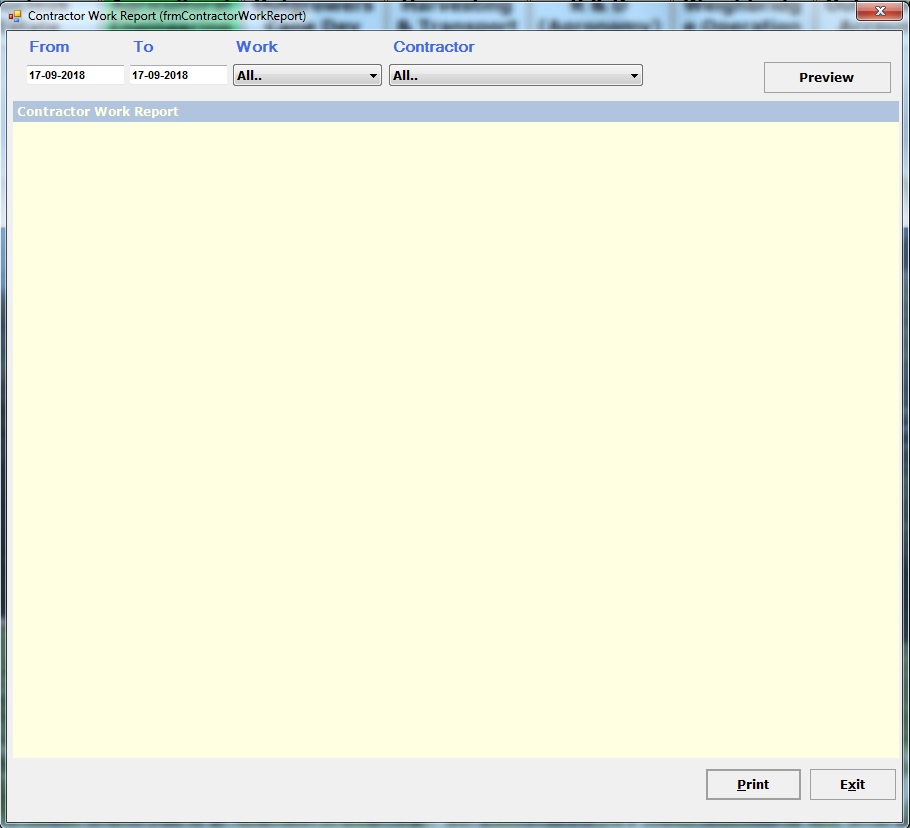 Contractor Work Report (frmContractorWorkReport)
From To Work Contractor
17-09-2018 17-09-2018 All.. All..
Preview
Contractor Work Report
Print Exit